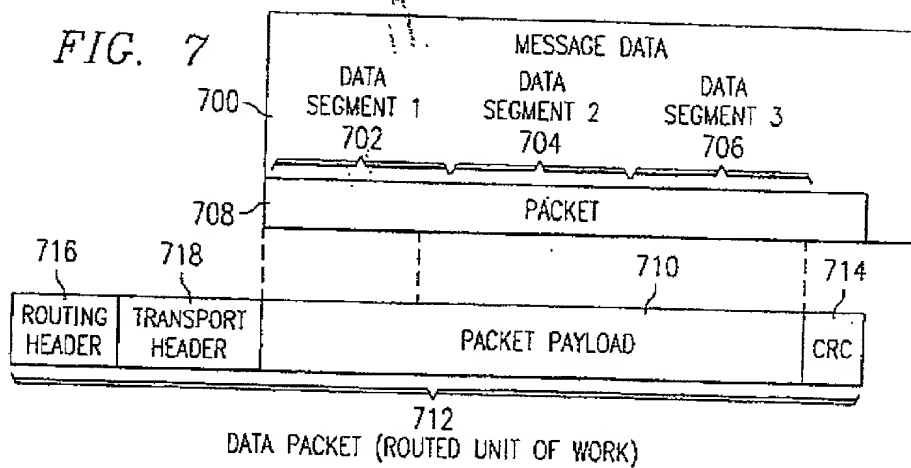 FIG. 7
MESSAGE DATA
DATA SEGMENT 1
DATA SEGMENT 2
DATA SEGMENT 3
700
702
704
706
708
PACKET
716
718
710
714
ROUTING HEADER
TRANSPORT HEADER
PACKET PAYLOAD
CRC
712
DATA PACKET (ROUTED UNIT OF WORK)